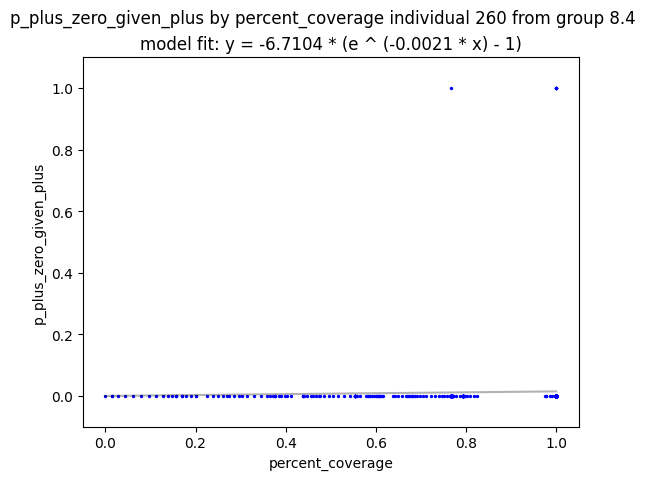 p_plus_zero_given_plus by percent_coverage individual 260 from group 8.4
model fit: y = -6.7104 * (e ^ (-0.0021 * x) - 1)
p_plus_zero_given_plus
1.0
0.8
0.6
0.4
0.2
0.0
0.0 0.2 0.4 0.6 0.8 1.0
percent_coverage